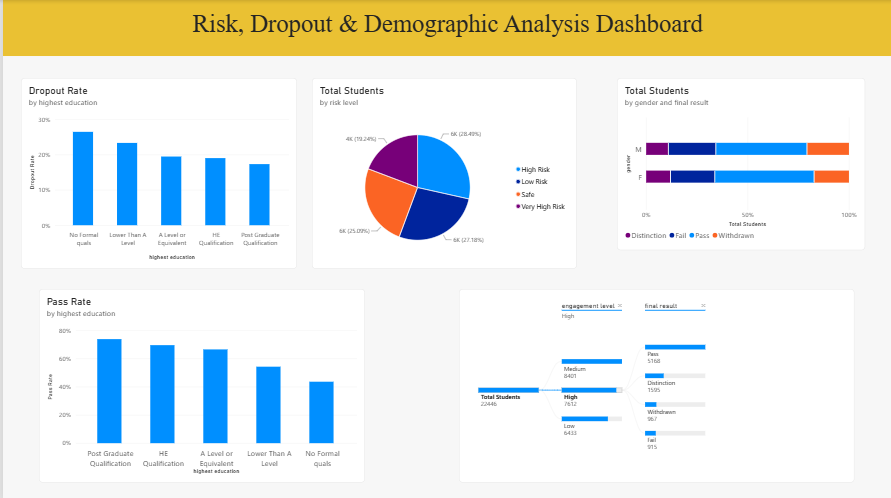 Risk, Dropout & Demographic Analysis Dashboard
Dropout Rate
by highest education
30%
20%
10%
0%
Dropout Rate
No Formal quals
Lower Than A Level
A Level or Equivalent
HE Qualification
Post Graduate Qualification
highest education
Total Students
by risk level
4K (19.24%)
6K (28.49%)
6K (25.09%)
6K (27.18%)
High Risk
Low Risk
Safe
Very High Risk
Total Students
by gender and final result
gender
M
F
0%
50%
100%
Total Students
Distinction Fail Pass Withdrawn
Pass Rate
by highest education
80%
60%
40%
20%
0%
Pass Rate
Post Graduate Qualification
HE Qualification
A Level or Equivalent
Lower Than A Level
No Formal quals
highest education
engagement level
High
final result
Total Students
22446
Medium
8401
High
7612
Low
6433
Pass
5168
Distinction
1595
Withdrawn
967
Fail
915